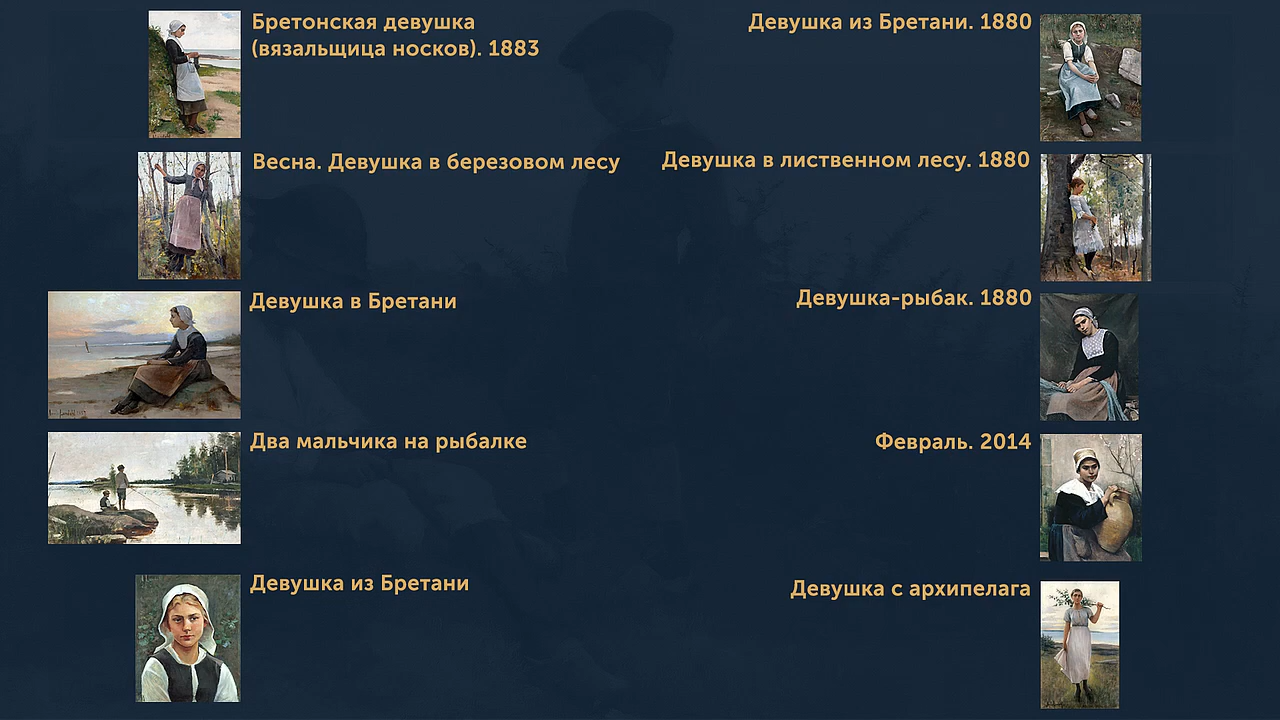 Бретонская девушка
(вязальщица носков). 1883
Весна. Девушка в березовом лесу
Девушка в Бретани
Два мальчика на рыбалке
Девушка из Бретани
Девушка из Бретани. 1880
Девушка в лиственном лесу. 1880
Девушка-рыбак. 1880
Февраль. 2014
Девушка с архипелага